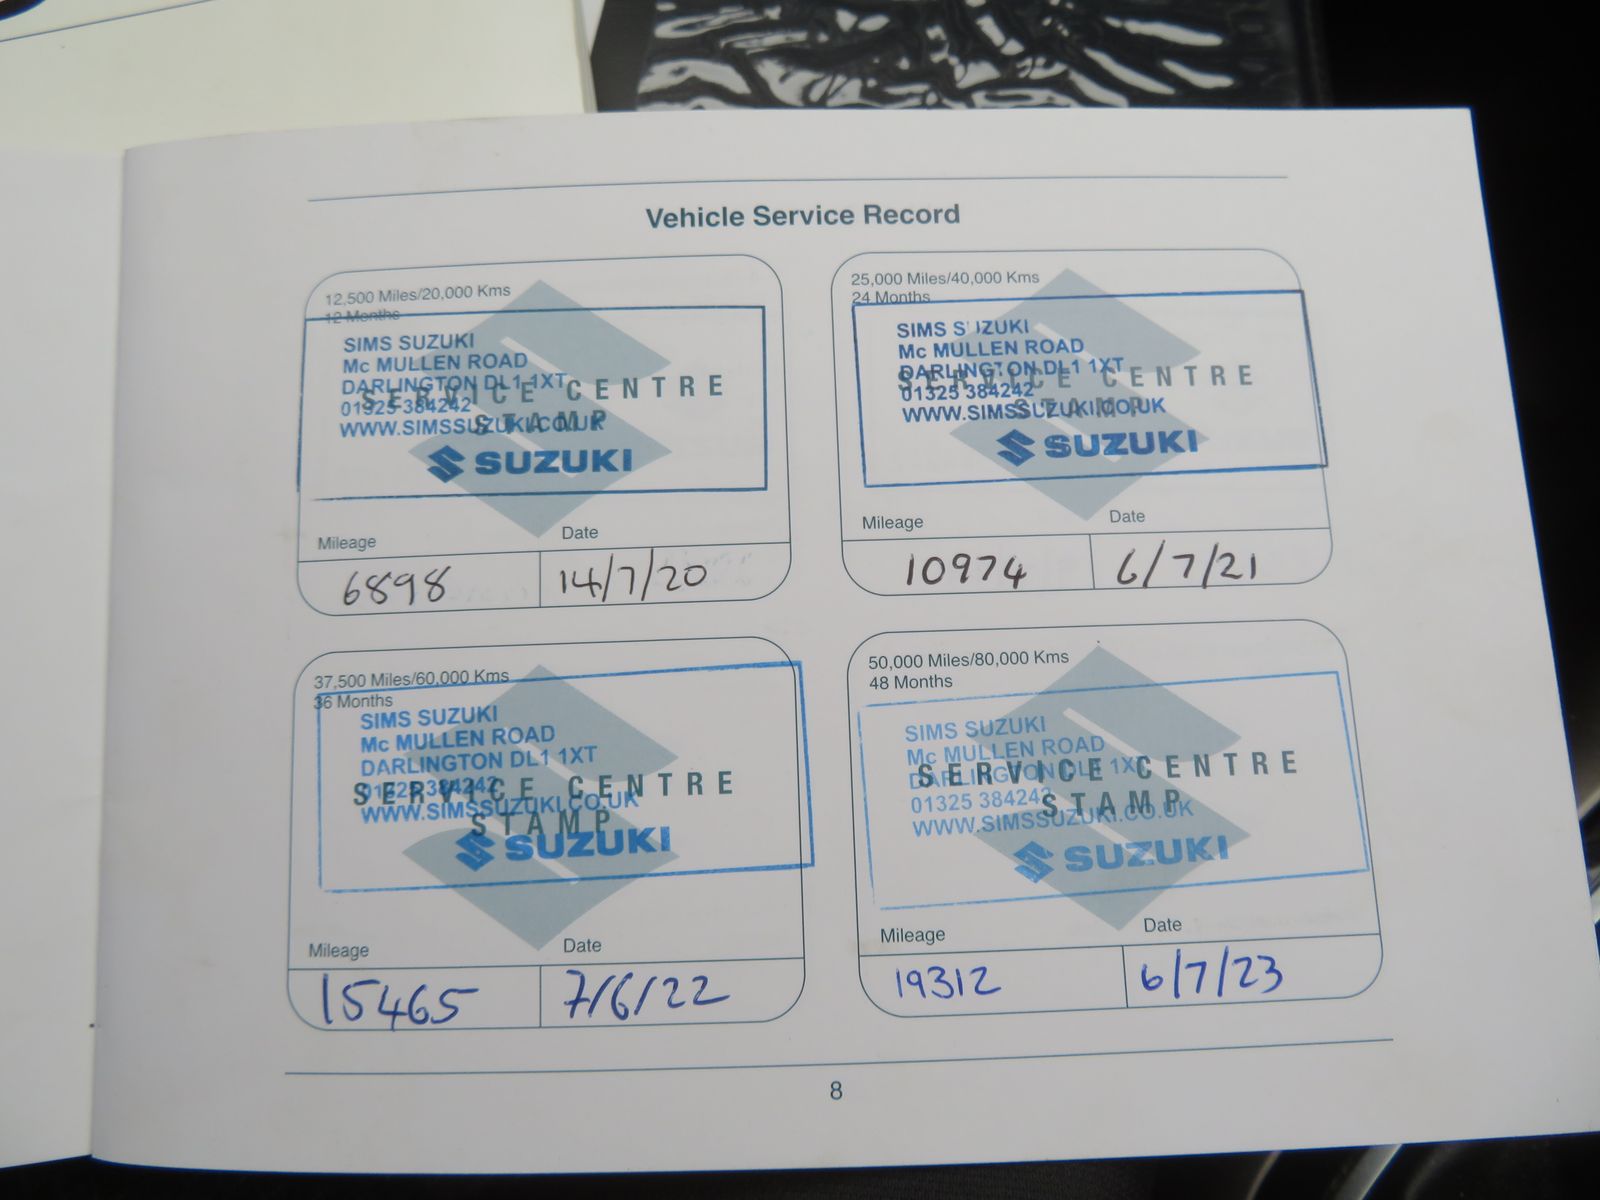 Vehicle Service Record
12,500 Miles/20,000 Kms
12 Months
SIMS SUZUKI
Mc MULLEN ROAD
DARLINGTON DL1 1XT
01325 384242
WWW.SIMSSUZUKI.CO.UK
SUZUKI
SERVICE CENTRE
STAMP
Mileage
Date
6898
14/7/20
25,000 Miles/40,000 Kms
24 Months
SIMS SUZUKI
Mc MULLEN ROAD
DARLINGTON DL1 1XT
01325 384242
WWW.SIMSSUZUKI.CO.UK
SUZUKI
SERVICE CENTRE
STAMP
Mileage
Date
10974
6/7/21
37,500 Miles/60,000 Kms
36 Months
SIMS SUZUKI
Mc MULLEN ROAD
DARLINGTON DL1 1XT
01325 384242
WWW.SIMSSUZUKI.CO.UK
SUZUKI
SERVICE CENTRE
STAMP
Mileage
Date
15465
7/6/22
50,000 Miles/80,000 Kms
48 Months
SIMS SUZUKI
Mc MULLEN ROAD
DARLINGTON DL1 1XT
01325 384242
WWW.SIMSSUZUKI.CO.UK
SUZUKI
SERVICE CENTRE
STAMP
Mileage
Date
19312
6/7/23
8